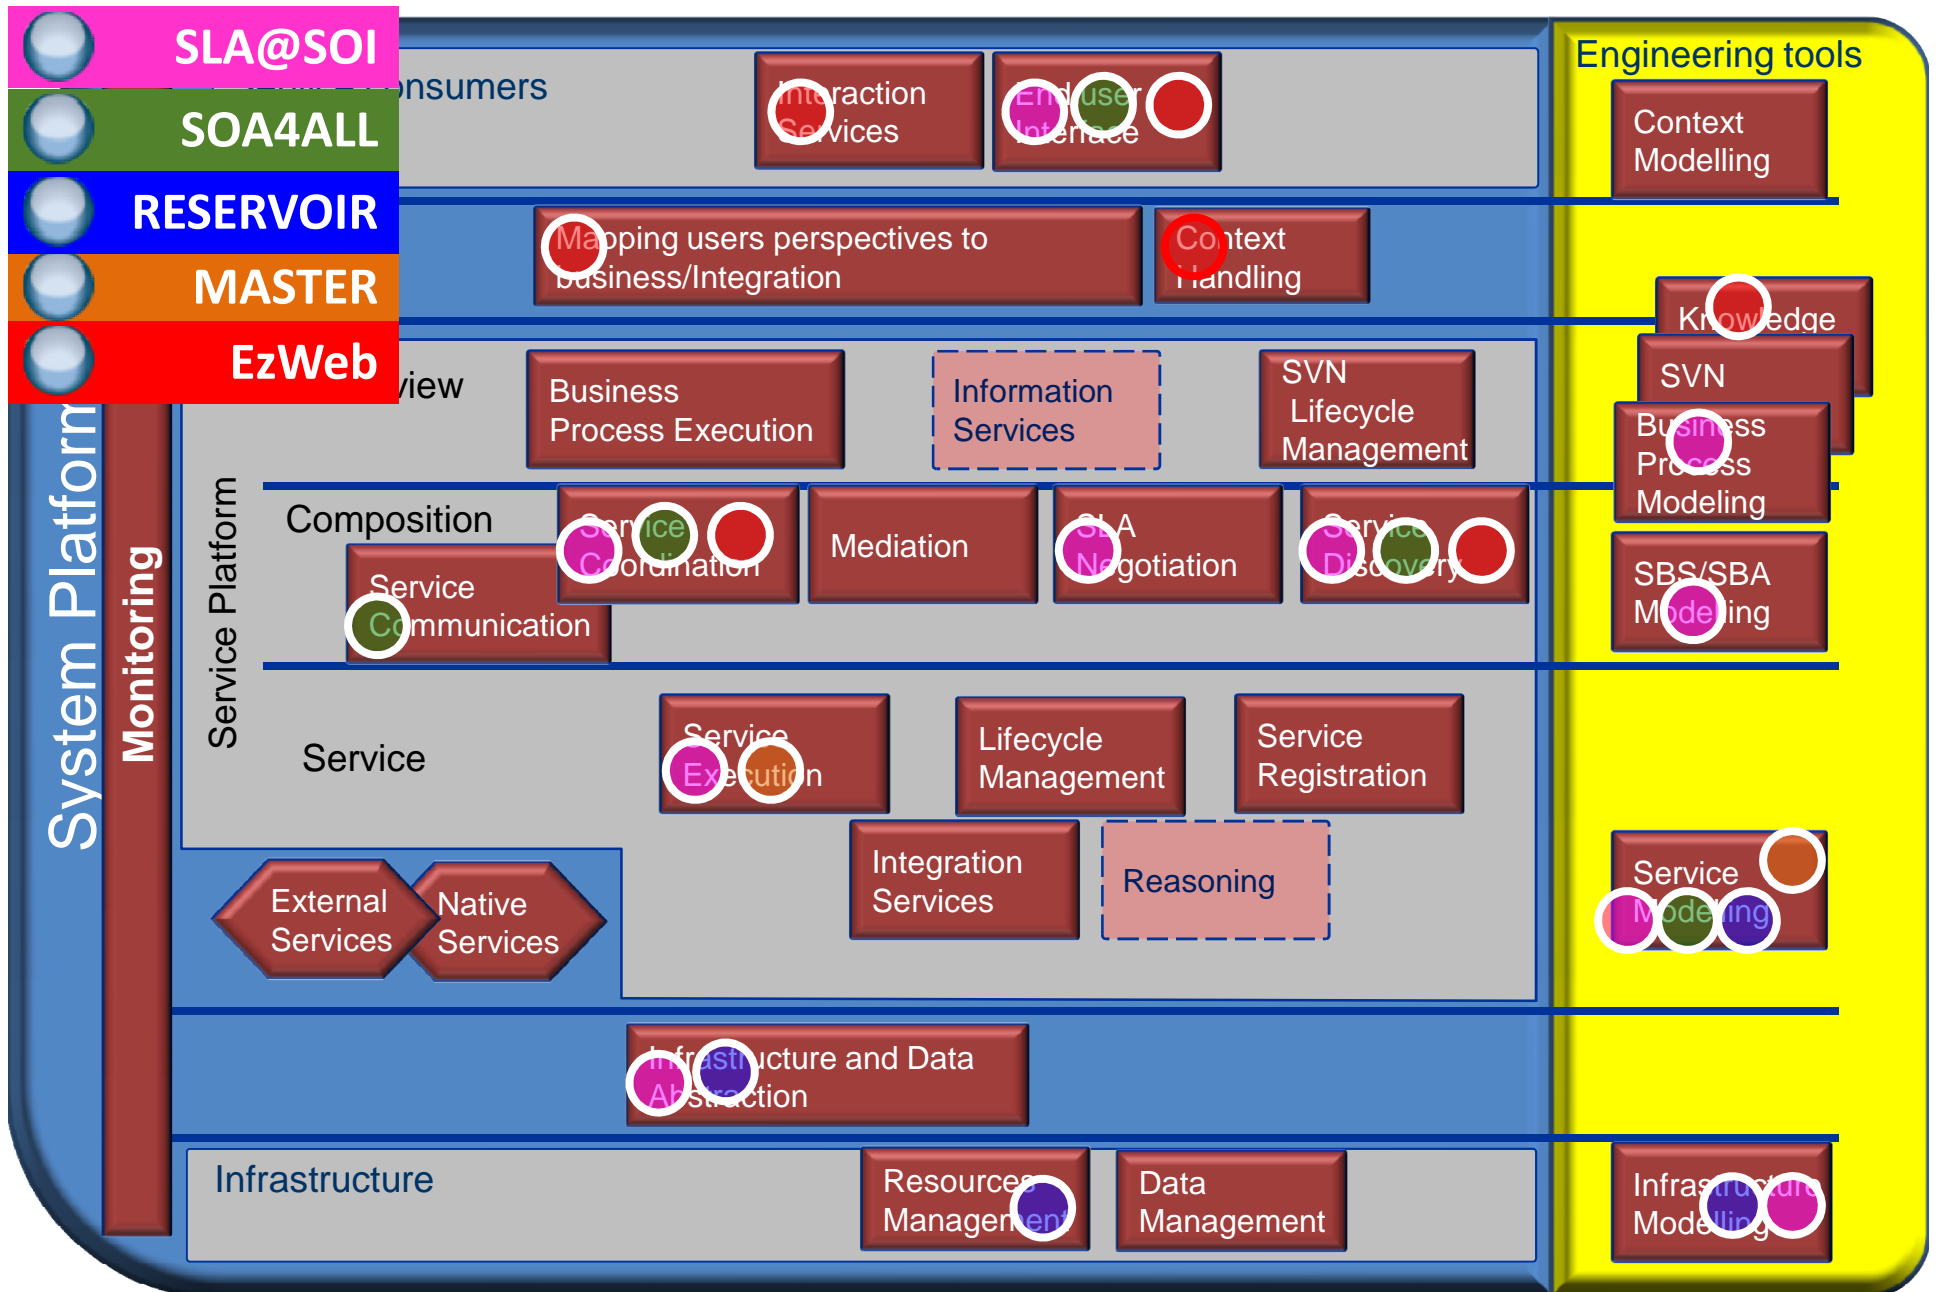 SLA@SOI
SOA4ALL
RESERVOIR
MASTER
EzWeb
onsumers
Interaction
Services
End user
Interface
Engineering tools
Context
Modelling
Mapping users perspectives to
business/Integration
Context
Handling
Knowledge
SVN
Business
Process
Modeling
SBS/SBA
Modelling
view
Business
Process Execution
Information
Services
SVN
Lifecycle
Management
System Platform
Monitoring
Service Platform
Composition
Service
Coordination
Mediation
SLA
Negotiation
Service
Discovery
Service
Communication
Service
Service
Execution
Lifecycle
Management
Service
Registration
Integration
Services
Reasoning
External
Services
Native
Services
Service
Modelling
Infrastructure and Data
Abstraction
Infrastructure
Resources
Management
Data
Management
Infrastructure
Modelling